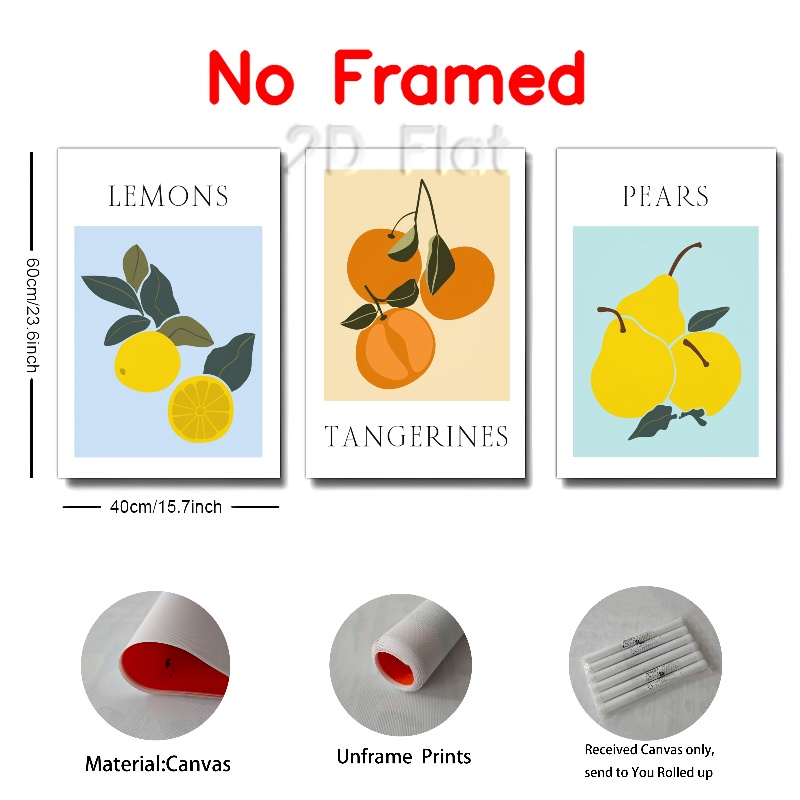 No Framed
2D Flat
LEMONS
TANGERINES
PEARS
60cm/23.6inch
40cm/15.7inch
Material:Canvas
Unframe Prints
Received Canvas only,
send to You Rolled up